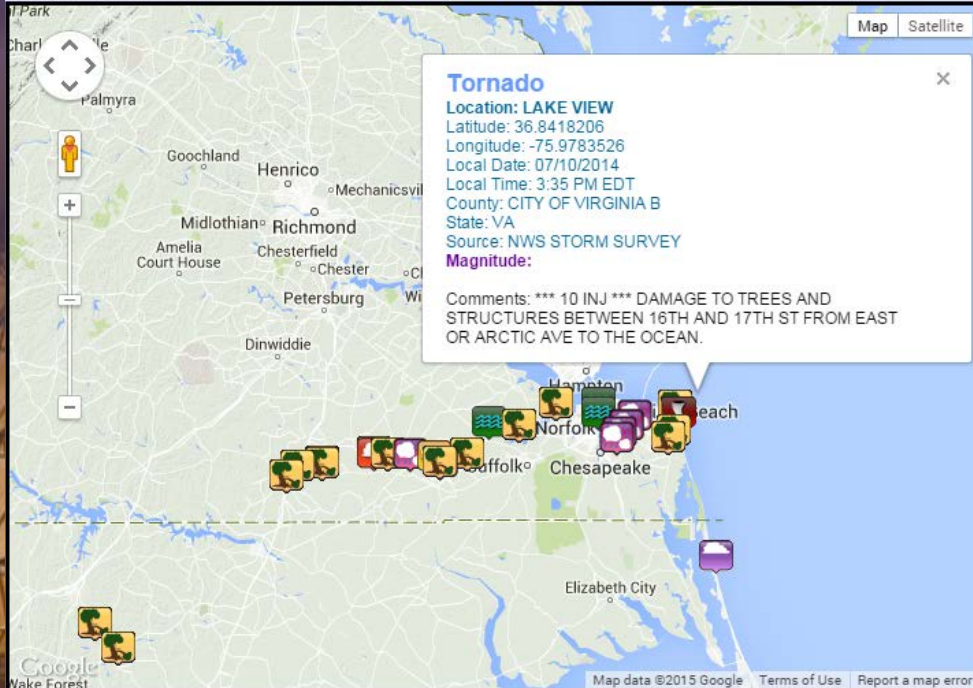 Map Satellite
Tornado
Location: LAKE VIEW
Latitude: 36.8418206
Longitude: -75.9783526
Local Date: 07/10/2014
Local Time: 3:35 PM EDT
County: CITY OF VIRGINIA B
State: VA
Source: NWS STORM SURVEY
Magnitude:
Comments: *** 10 INJ *** DAMAGE TO TREES AND
STRUCTURES BETWEEN 16TH AND 17TH ST FROM EAST
OR ARCTIC AVE TO THE OCEAN.
Park
Palmyra
Goochland
Henrico
Mechanicsvil
Midlothian
Richmond
Amelia
Court House
Chesterfield
Chester
Petersburg
Dinwiddie
Hampton
Beach
Norfolk
Suffolk
Chesapeake
Elizabeth City
Google
Wake Forest
Map data ©2015 Google Terms of Use Report a map error